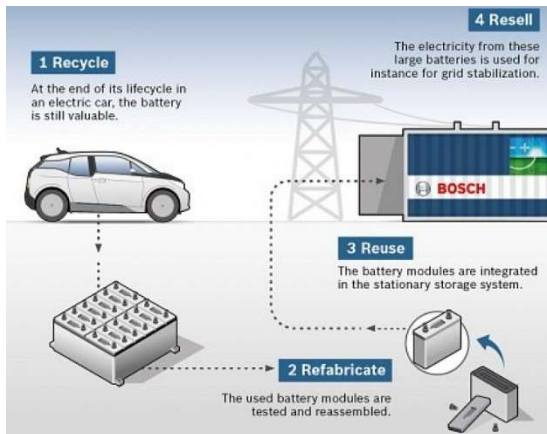 1 Recycle
At the end of its lifecycle in
an electric car, the battery
is still valuable.
4 Resell
The electricity from these
large batteries is used for
instance for grid stabilization.
BOSCH
3 Reuse
The battery modules are integrated
in the stationary storage system.
2 Refabricate
The used battery modules are
tested and reassembled.